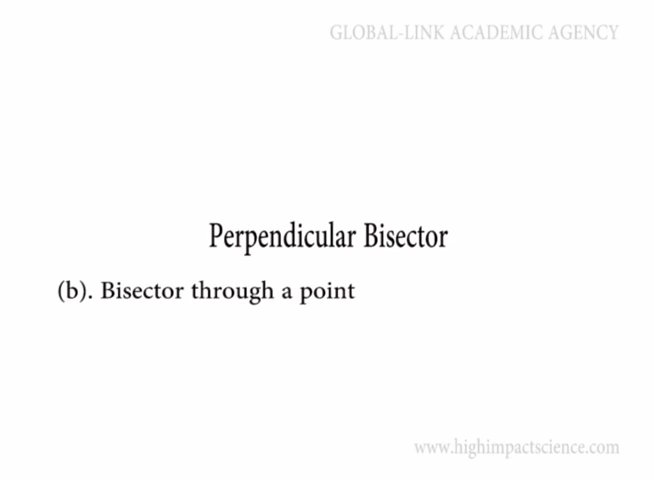 GLOBAL-LINK ACADEMIC AGENCY
Perpendicular Bisector
(b). Bisector through a point
www.highimpactscience.com